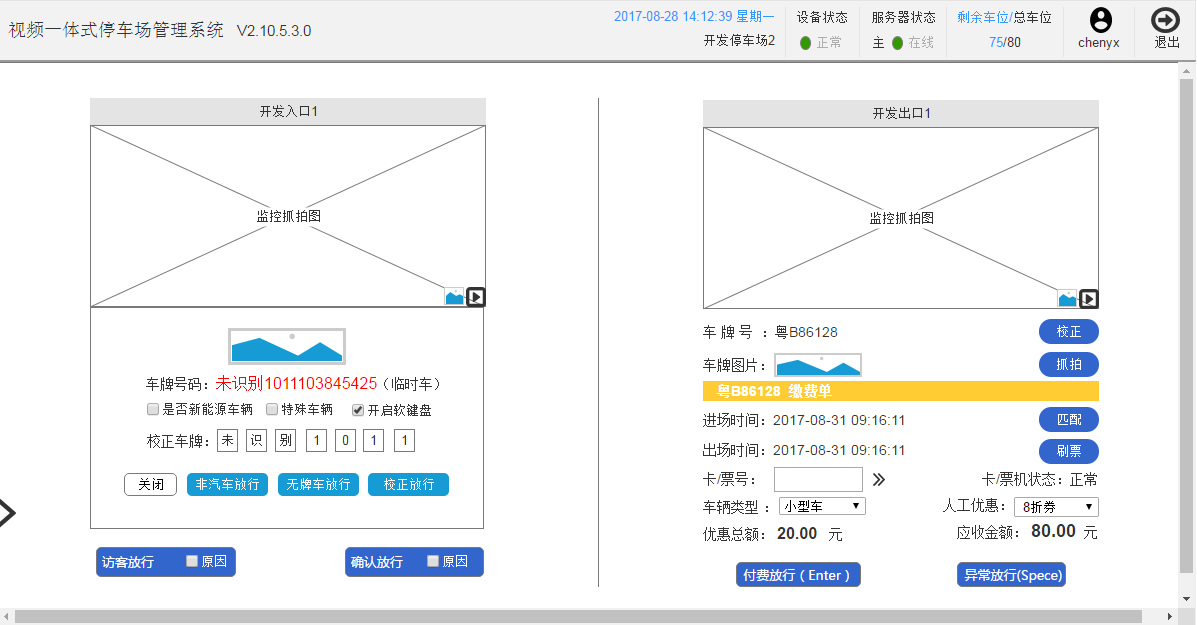 视频一体式停车场管理系统 V2.10.5.3.0
2017-08-28 14:12:39 星期一
开发停车场2
设备状态
正常
服务器状态
主 在线
剩余车位/总车位
75/80
chenyx
退出
开发入口1
监控抓拍图
车牌号码：未识别1011103845425（临时车）
是否新能源车辆 特殊车辆 开启软键盘
校正车牌：未 识 别 1 0 1 1
关闭 非汽车放行 无牌车放行 校正放行
访客放行 原因 确认放行 原因
开发出口1
监控抓拍图
车 牌 号 ：粤B86128 校正
车牌图片： 抓拍
粤B86128 缴费单
进场时间：2017-08-31 09:16:11 匹配
出场时间：2017-08-31 09:16:11 刷票
卡/票号： 卡/票机状态：正常
车辆类型 ： 小型车 人工优惠： 8折券
优惠总额： 20.00 元 应收金额： 80.00 元
付费放行（Enter） 异常放行(Spece)